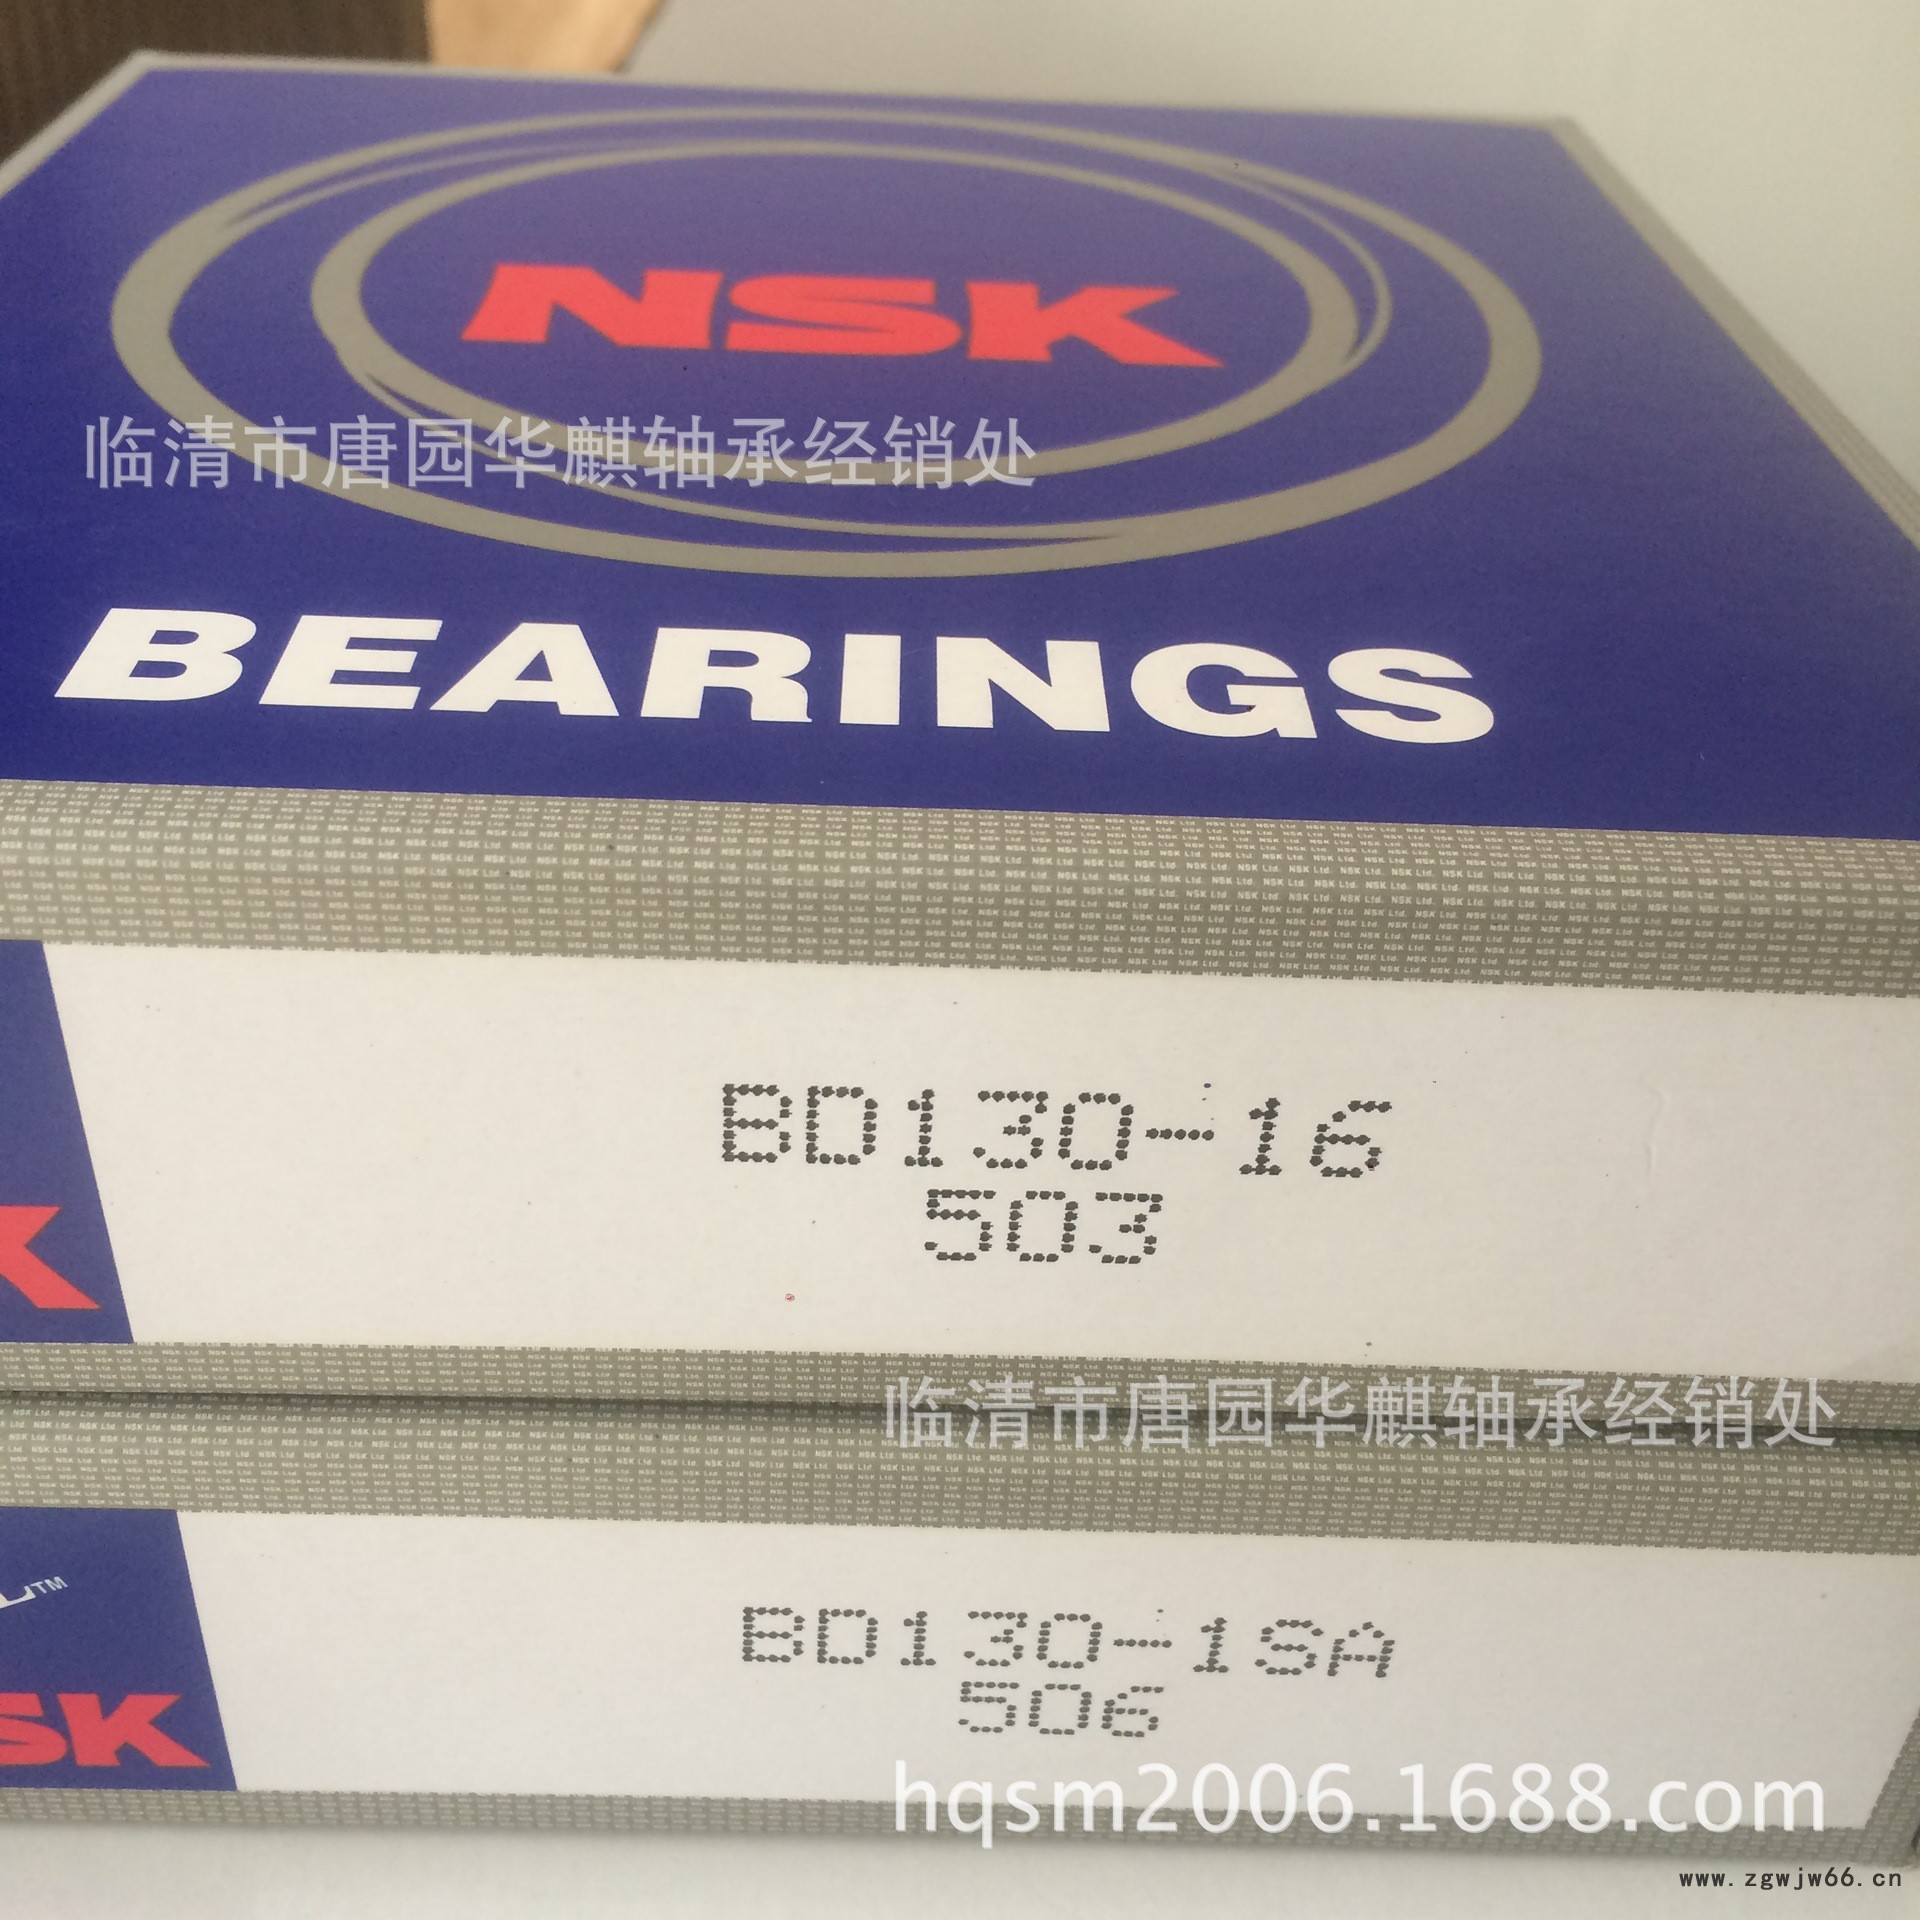 NSK
临清市唐园华麒轴承经销处
BEARINGS
BD130-16
503
K
临清市唐园华麒轴承经销处
L™
BD130-1SA
506
SK
hqsm2006.1688.com
www.zgwjw66.cn